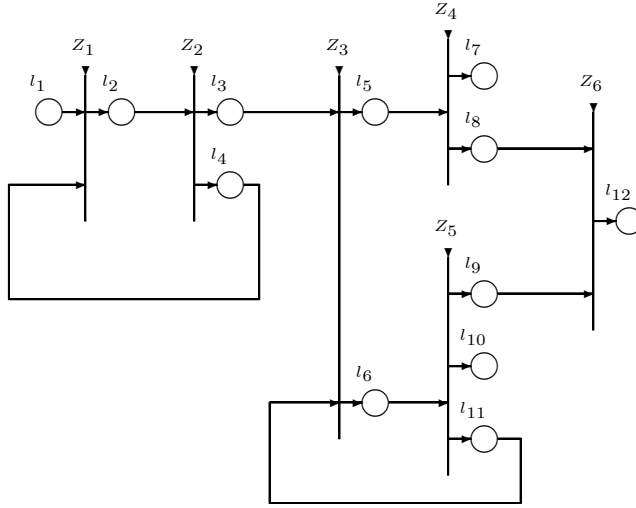 Z₄
Z₁ Z₂ Z₃ l₇
l₁ l₂ l₃ l₅ Z₆
l₈
l₄
l₁₂
Z₅
l₉
l₁₀
l₆
l₁₁